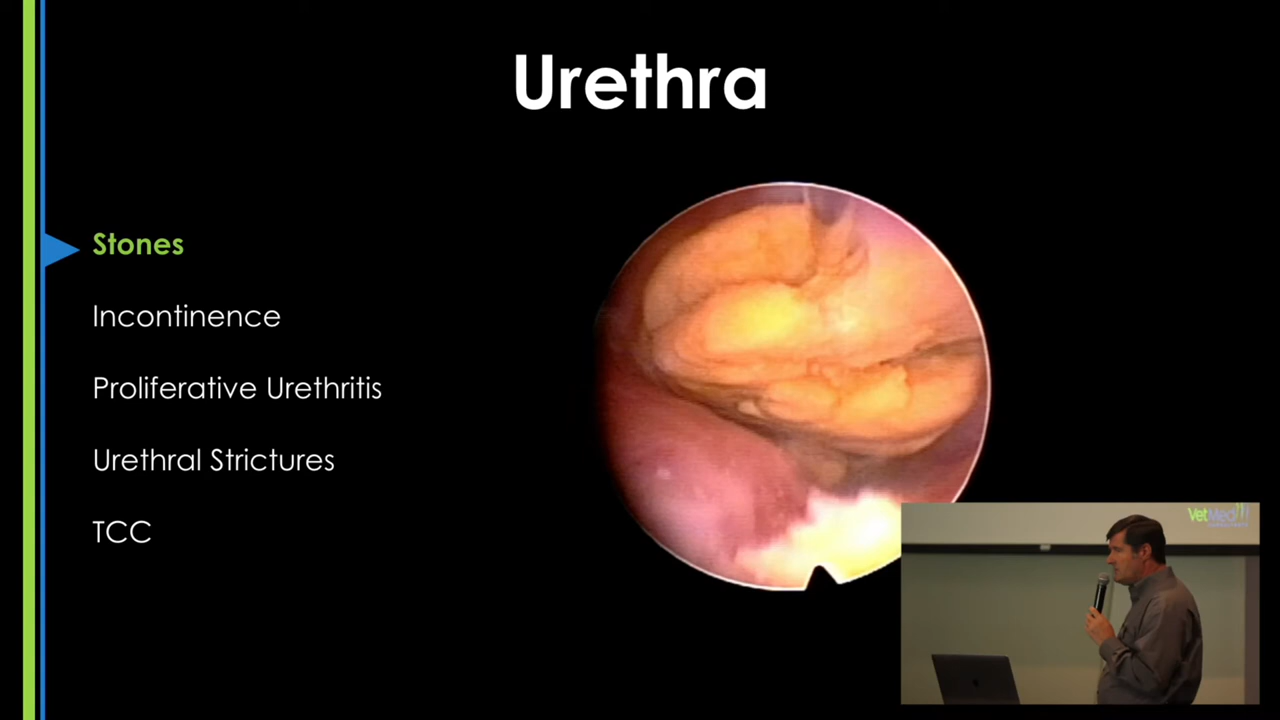 Urethra
Stones
Incontinence
Proliferative Urethritis
Urethral Strictures
TCC
VetMed